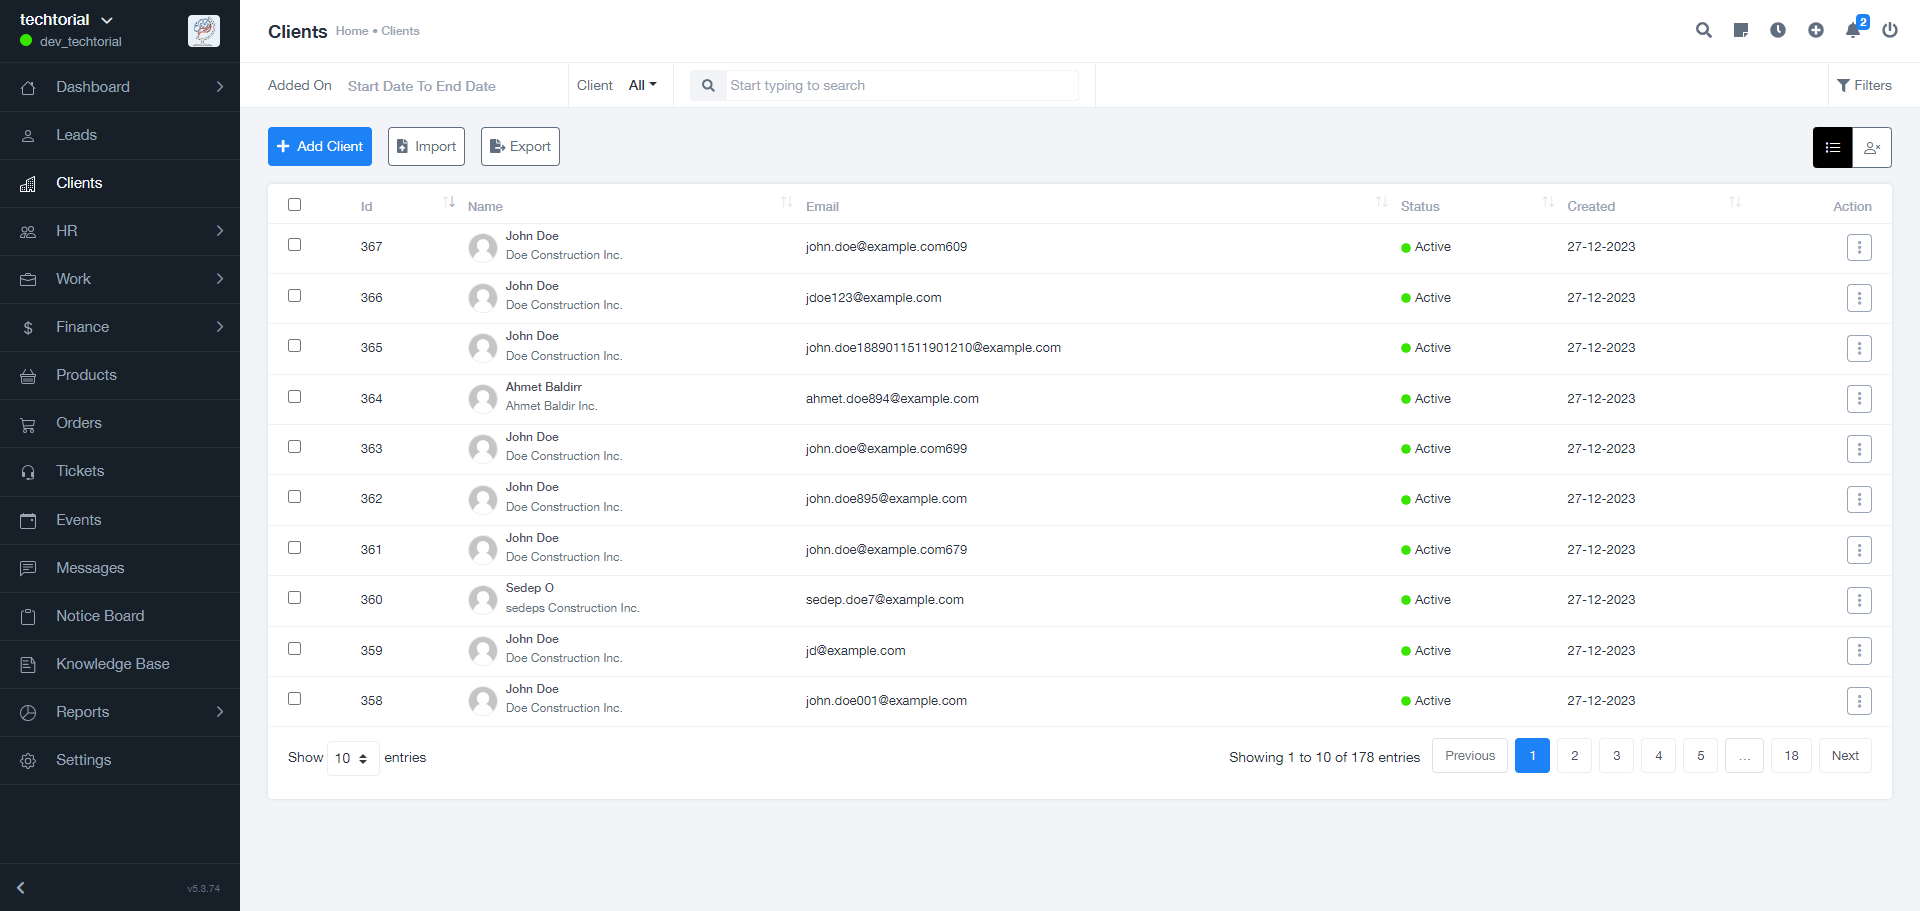 techtorial
dev_techtorial
Dashboard
Leads
Clients
HR
Work
Finance
Products
Orders
Tickets
Events
Messages
Notice Board
Knowledge Base
Reports
Settings
v5.3.74
Clients Home • Clients
2
Added On Start Date To End Date Client All Start typing to search Filters
Add Client Import Export
Id Name Email Status Created Action
367 John Doe john.doe@example.com609 Active 27-12-2023
Doe Construction Inc.
366 John Doe jdoe123@example.com Active 27-12-2023
Doe Construction Inc.
365 John Doe john.doe1889011511901210@example.com Active 27-12-2023
Doe Construction Inc.
364 Ahmet Baldirr ahmet.doe894@example.com Active 27-12-2023
Ahmet Baldir Inc.
363 John Doe john.doe@example.com699 Active 27-12-2023
Doe Construction Inc.
362 John Doe john.doe895@example.com Active 27-12-2023
Doe Construction Inc.
361 John Doe john.doe@example.com679 Active 27-12-2023
Doe Construction Inc.
360 Sedep O sedep.doe7@example.com Active 27-12-2023
sedeps Construction Inc.
359 John Doe jd@example.com Active 27-12-2023
Doe Construction Inc.
358 John Doe john.doe001@example.com Active 27-12-2023
Doe Construction Inc.
Show 10 entries Showing 1 to 10 of 178 entries Previous 1 2 3 4 5 ... 18 Next